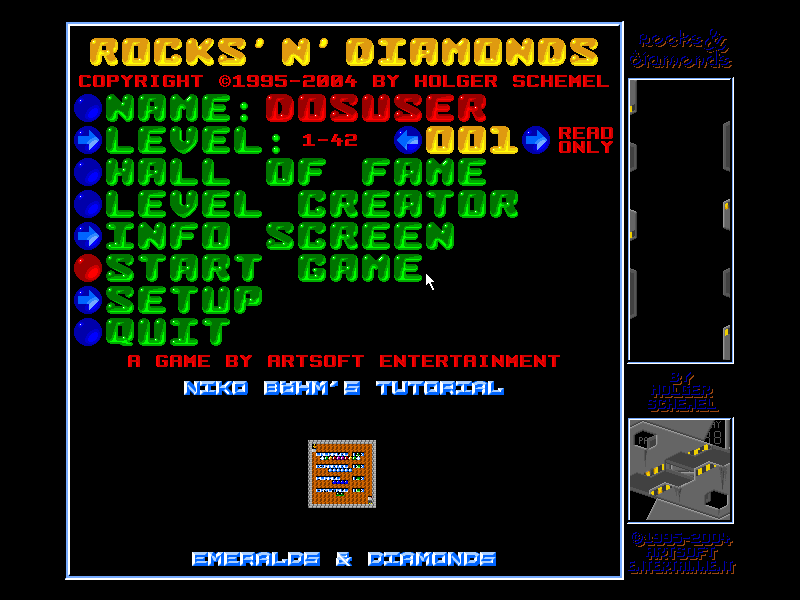 ROCKS'N'DIAMONDS
COPYRIGHT ©1995-2004 BY HOLGER SCHEMEL
NAME: DOSUSER
LEVEL: 1-42 001 READ ONLY
HALL OF FAME
LEVEL CREATOR
INFO SCREEN
START GAME
SETUP
QUIT
A GAME BY ARTSOFT ENTERTAINMENT
NIKO BÖHM'S TUTORIAL
EMERALDS & DIAMONDS
Rocks &
Diamonds
BY
HOLGER
SCHEMEL
©1995-2004
ARTSOFT
ENTERTAINMENT